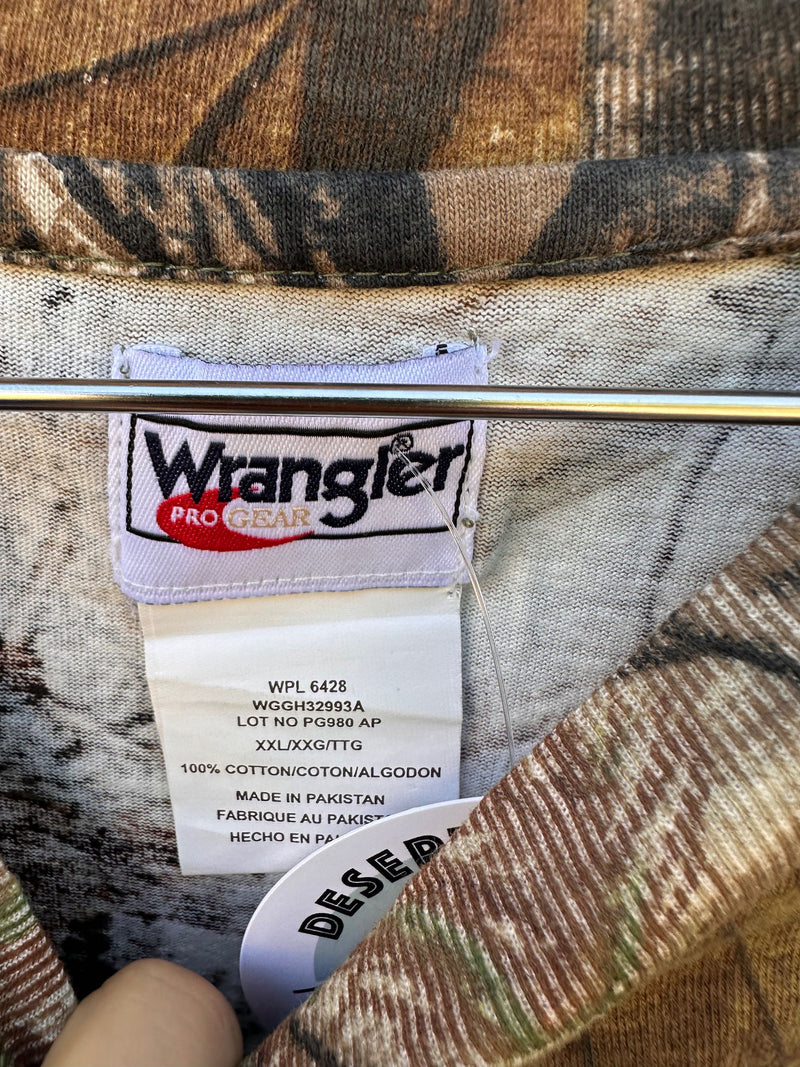 Wrangler®
PRO GEAR
WPL 6428
WGGH32993A
LOT NO PG980 AP
XXL/XXG/TTG
100% COTTON/COTON/ALGODON
MADE IN PAKISTAN
FABRIQUE AU PAKIST
HECHO EN PA
DESER